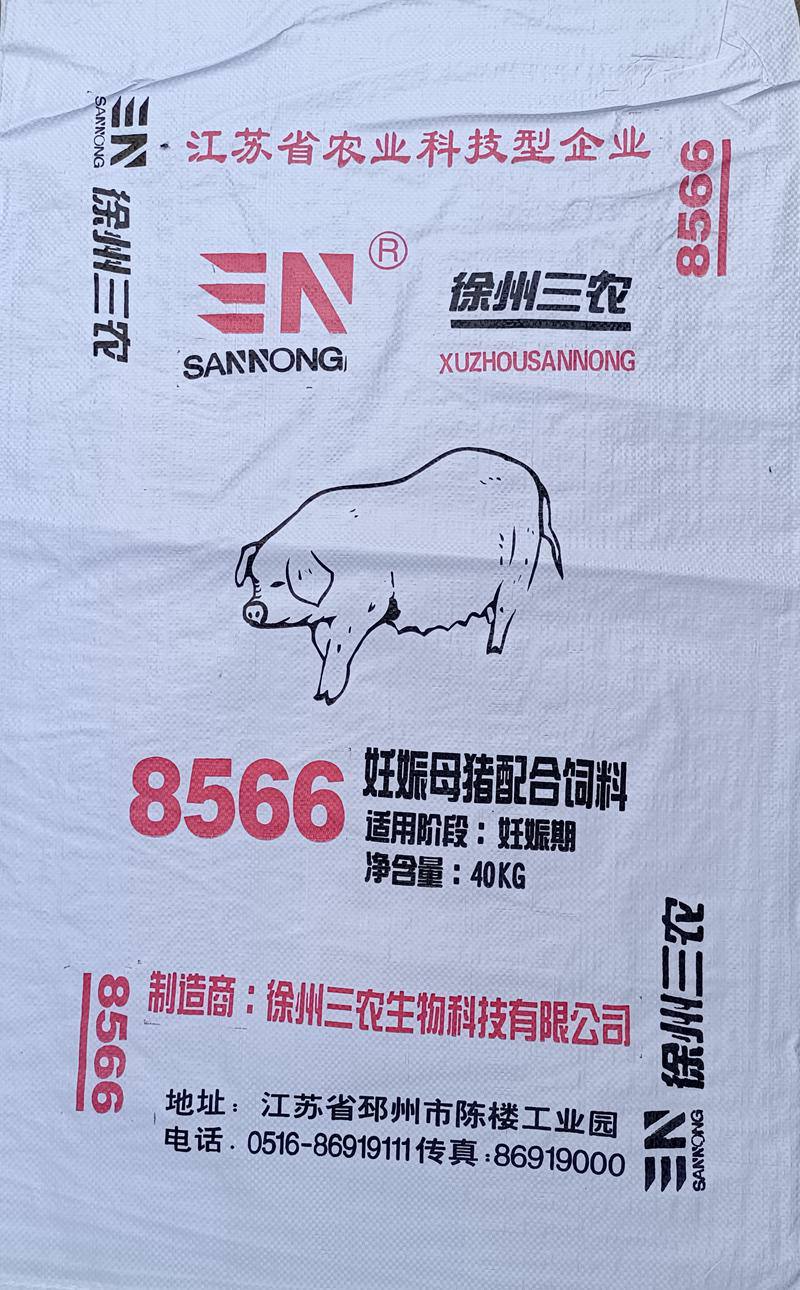 江苏省农业科技型企业
SANNONG
徐州三农
8566
®
SANNONG
徐州三农
XUZHOUSANNONG
8566
妊娠母猪配合饲料
适用阶段：妊娠期
净含量：40KG
8566
制造商：徐州三农生物科技有限公司
徐州三农
SANNONG
地址：江苏省邳州市陈楼工业园
电话.0516-86919111传真:86919000